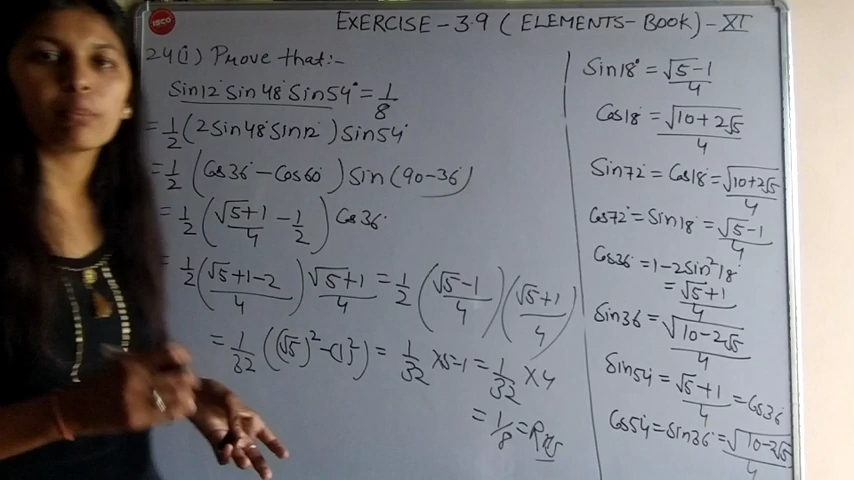 ISCO
EXERCISE-3.9 (ELEMENTS-BOOK)-XI
24(i) Prove that:-
Sin12° Sin48° Sin54° = 1/8
= 1/2 (2Sin48° Sin12°) Sin54°
= 1/2 (Cos36° - Cos60°) Sin(90-36°)
= 1/2 ((√5+1)/4 - 1/2) Cos36°
= 1/2 ((√5+1-2)/4) (√5+1)/4 = 1/2 ((√5-1)/4) ((√5+1)/4)
= 1/32 ((√5)² - (1)²) = 1/32 × 5-1 = 1/32 × 4
= 1/8 = RHS
Sin18° = (√5-1)/4
Cos18° = √(10+2√5)/4
Sin72° = Cos18° = √(10+2√5)/4
Cos72° = Sin18° = (√5-1)/4
Cos36° = 1-2Sin²18°
= (√5+1)/4
Sin36° = √(10-2√5)/4
Sin54° = (√5+1)/4 = Cos36°
Cos54° = Sin36° = √(10-2√5)/4